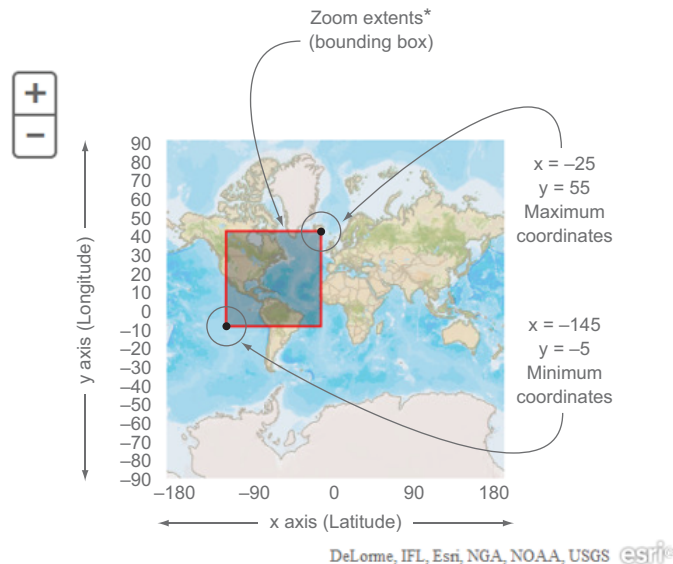 Zoom extents*
(bounding box)
+
−
x = –25
y = 55
Maximum
coordinates
x = –145
y = –5
Minimum
coordinates
y axis (Longitude)
90
80
70
60
50
40
30
20
10
0
–10
–20
–30
–40
–50
–60
–70
–80
–90
–180
–90
0
90
180
x axis (Latitude)
DeLorme, IFL, Esri, NGA, NOAA, USGS
esri